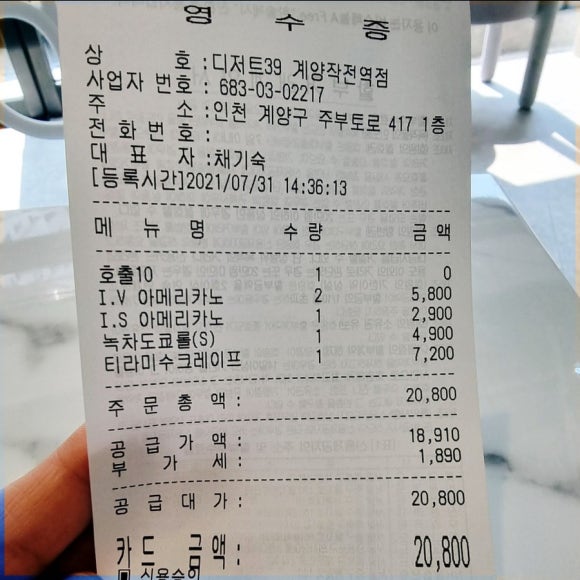 영 수 증
상 호 : 디저트39 계양작전역점
사업자 번호 : 683-03-02217
주 소 : 인천 계양구 주부토로 417 1층
전 화 번 호 :
대 표 자 : 채기숙
[등록시간]2021/07/31 14:36:13
메 뉴 명 수 량 금 액
호출10 1 0
I.V 아메리카노 2 5,800
I.S 아메리카노 1 2,900
녹차도쿄롤(S) 1 4,900
티라미수크레이프 1 7,200
주 문 총 액 : 20,800
공 급 가 액 : 18,910
부 가 세 : 1,890
공 급 대 가 : 20,800
카 드 금 액 : 20,800
신용승인